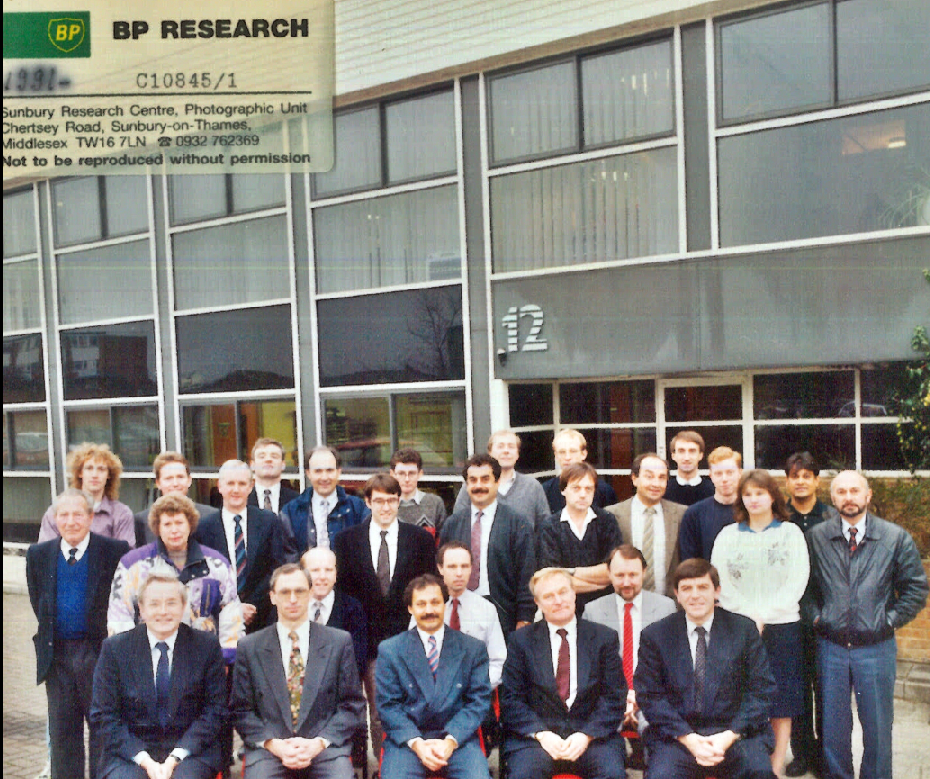 BP
BP RESEARCH
1991-
C10845/1
Sunbury Research Centre, Photographic Unit
Chertsey Road, Sunbury-on-Thames,
Middlesex TW16 7LN ☎ 0932 762369
Not to be reproduced without permission
12